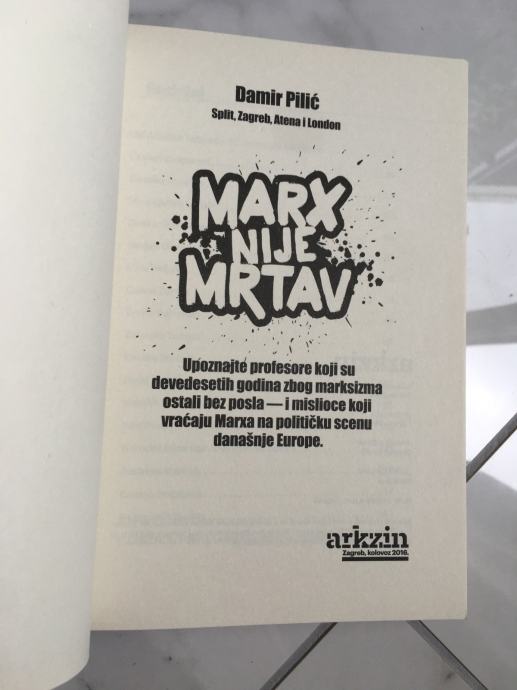 Damir Pilić
Split, Zagreb, Atena i London
MARX
NIJE
MRTAV
Upoznajte profesore koji su
devedesetih godina zbog marksizma
ostali bez posla — i mislioce koji
vraćaju Marxa na političku scenu
današnje Europe.
arkzin
Zagreb, kolovoz 2016.